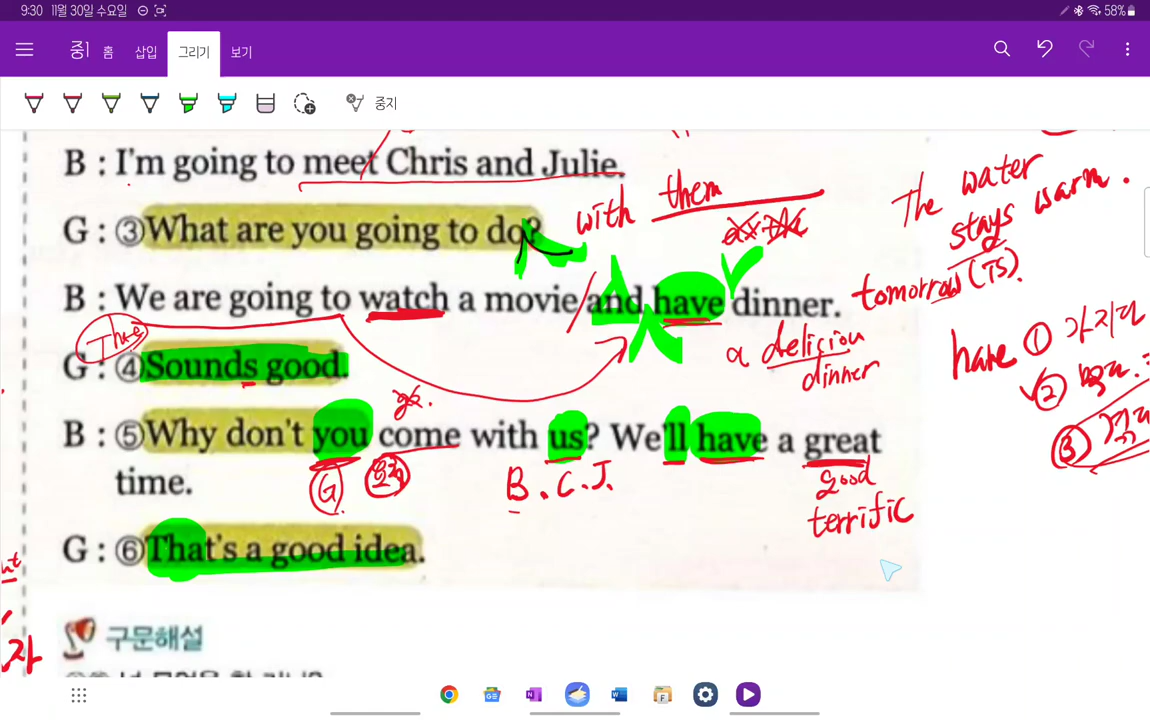 9:30 11월 30일 수요일 58%
중1 홈 삽입 그리기 보기
중지
B : I'm going to meet Chris and Julie.
The water
stays warm.
with them
G : ③What are you going to do?
tomorrow (TS).
B : We are going to watch a movie and have dinner.
have ① 가지다
②
③
a deliciou
dinner
G : ④Sounds good.
B : ⑤Why don't you come with us? We'll have a great
time.
G
B . C. J.
good
terrific
G : ⑥That's a good idea.
자
구문해설